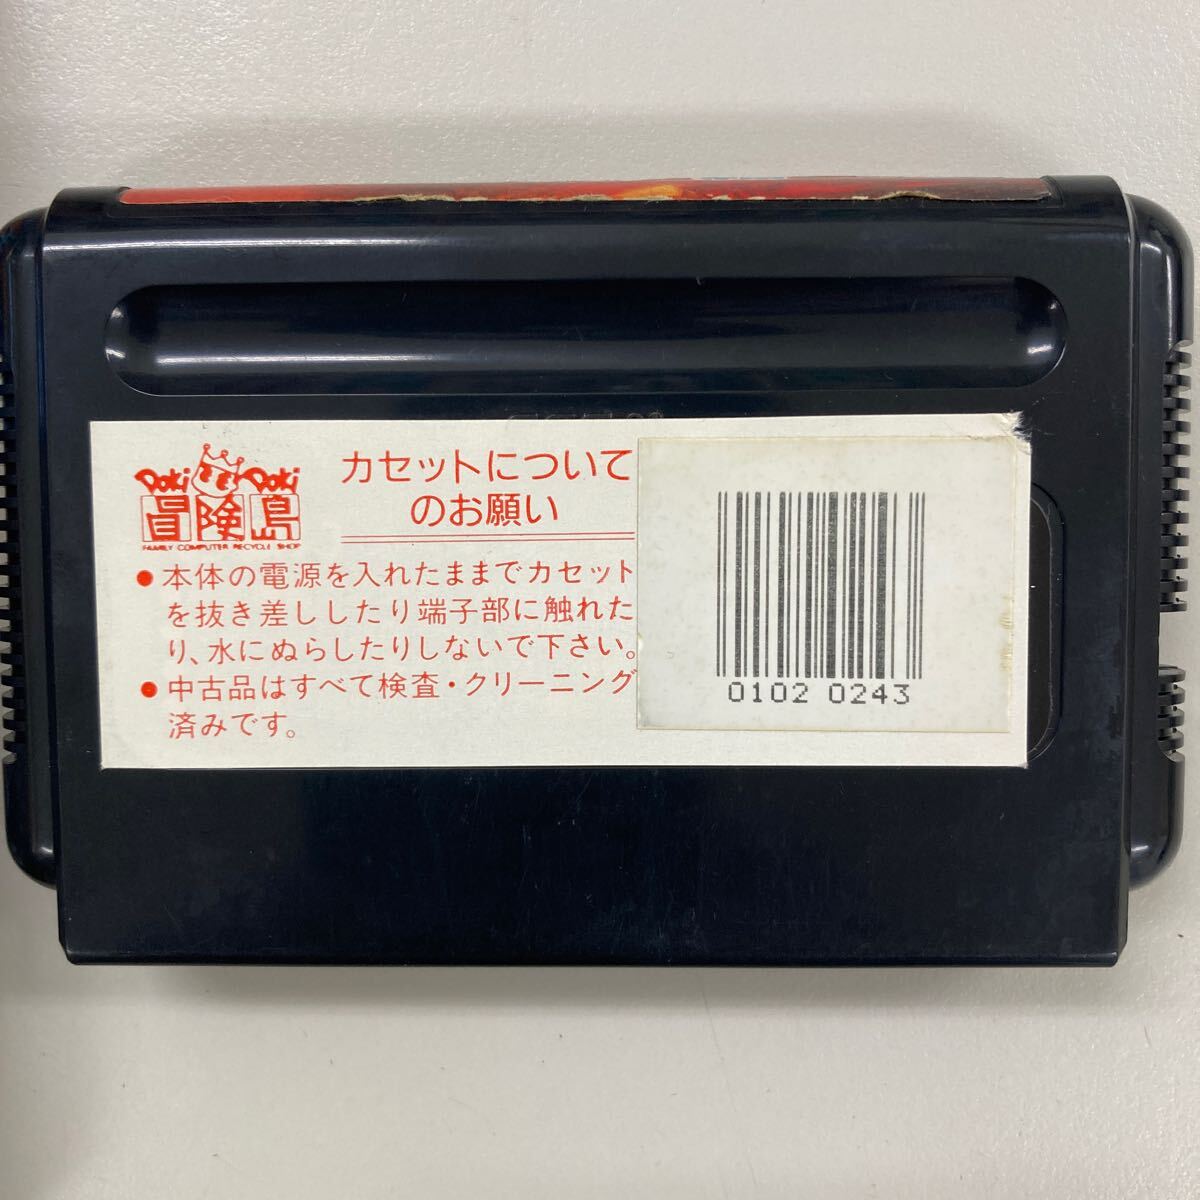 Doki Doki
冒険島
FAMILY COMPUTER RECYCLE SHOP
カセットについて
のお願い
●本体の電源を入れたままでカセット
を抜き差ししたり端子部に触れた
り、水にぬらしたりしないで下さい。
●中古品はすべて検査・クリーニング
済みです。
0102 0243